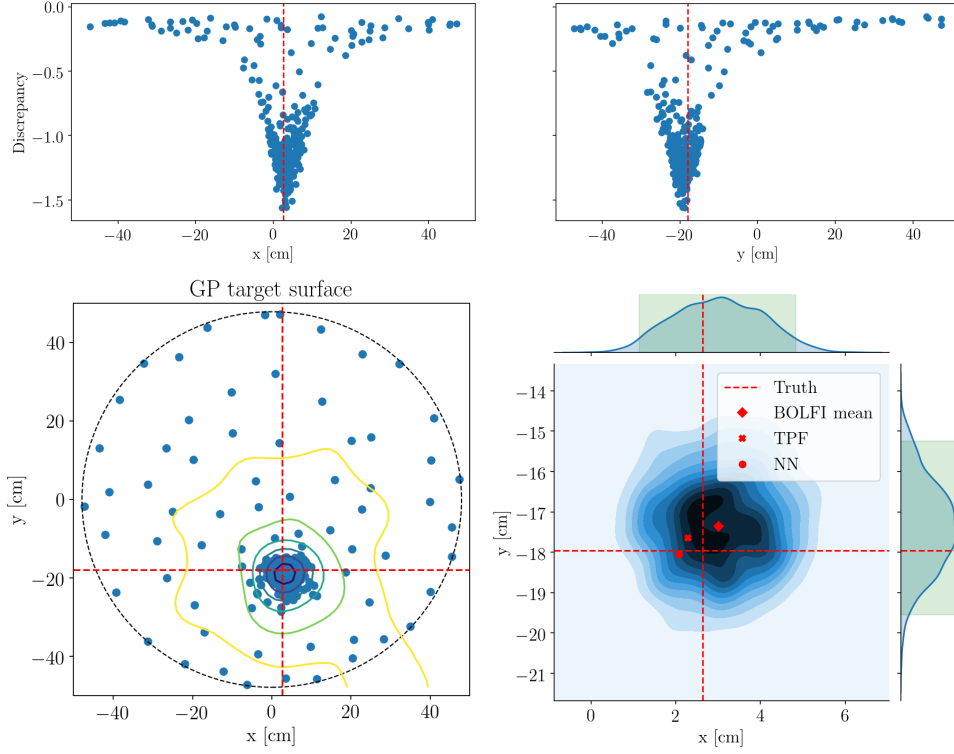 0.0
−0.5
−1.0
−1.5
Discrepancy
−40 −20 0 20 40
x [cm]
−40 −20 0 20 40
y [cm]
GP target surface
40
20
0
−20
−40
y [cm]
−40 −20 0 20 40
x [cm]
Truth
BOLFI mean
TPF
NN
−14
−15
−16
−17
−18
−19
−20
−21
y [cm]
0 2 4 6
x [cm]